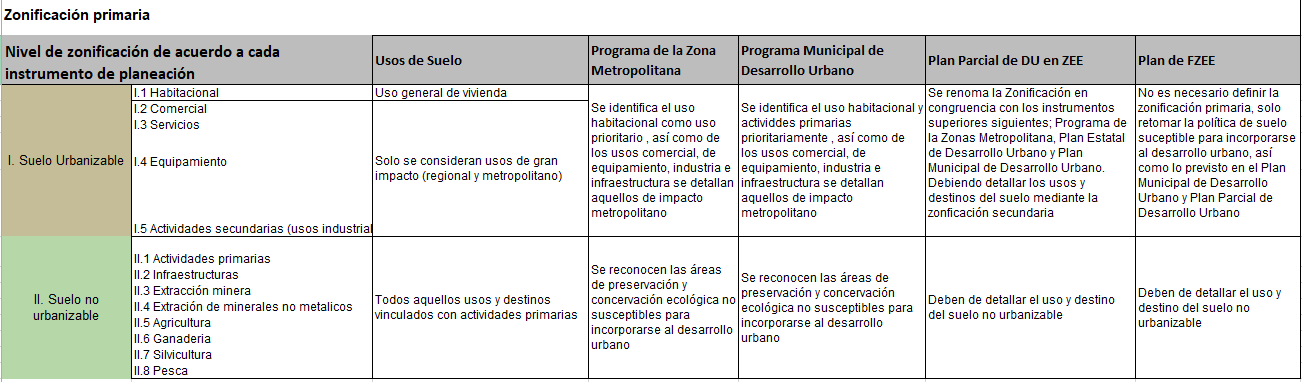 Zonificación primaria
Nivel de zonificación de acuerdo a cada
instrumento de planeación
Usos de Suelo
Programa de la Zona
Metropolitana
Programa Municipal de
Desarrollo Urbano
Plan Parcial de DU en ZEE
Plan de FZEE
I. Suelo Urbanizable
I.1 Habitacional
I.2 Comercial
I.3 Servicios
I.4 Equipamiento
I.5 Actividades secundarias (usos industrial
Uso general de vivienda
Solo se consideran usos de gran
impacto (regional y metropolitano)
Se identifica el uso
habitacional como uso
prioritario , así como de
los usos comercial, de
equipamiento, industria e
infraestructura se detallan
aquellos de impacto
metropolitano
Se identifica el uso habitacional y
actividdes primarias
prioritariamente , así como de
los usos comercial, de
equipamiento, industria e
infraestructura se detallan
aquellos de impacto
metropolitano
Se renoma la Zonificación en
congruencia con los instrumentos
superiores siguientes; Programa de
la Zonas Metropolitana, Plan Estatal
de Desarrollo Urbano y Plan
Municipal de Desarrollo Urbano.
Debiendo detallar los usos y
destinos del suelo mediante la
zonficación secundaria
No es necesario definir la
zonificación primaria, solo
retomar la política de suelo
suceptible para incorporarse
al desarrollo urbano, así
como lo previsto en el Plan
Municipal de Desarrollo
Urbano y Plan Parcial de
Desarrollo Urbano
II. Suelo no
urbanizable
II.1 Actividades primarias
II.2 Infraestructuras
II.3 Extracción minera
II.4 Extración de minerales no metalicos
II.5 Agricultura
II.6 Ganaderia
II.7 Silvicultura
II.8 Pesca
Todos aquellos usos y destinos
vinculados con actividades primarias
Se reconocen las áreas
de preservación y
concervación ecológica no
susceptibles para
incorporarse al desarrollo
urbano
Se reconocen las áreas de
preservación y concervación
ecológica no susceptibles para
incorporarse al desarrollo
urbano
Deben de detallar el uso y destino
del suelo no urbanizable
Deben de detallar el uso y
destino del suelo no
urbanizable